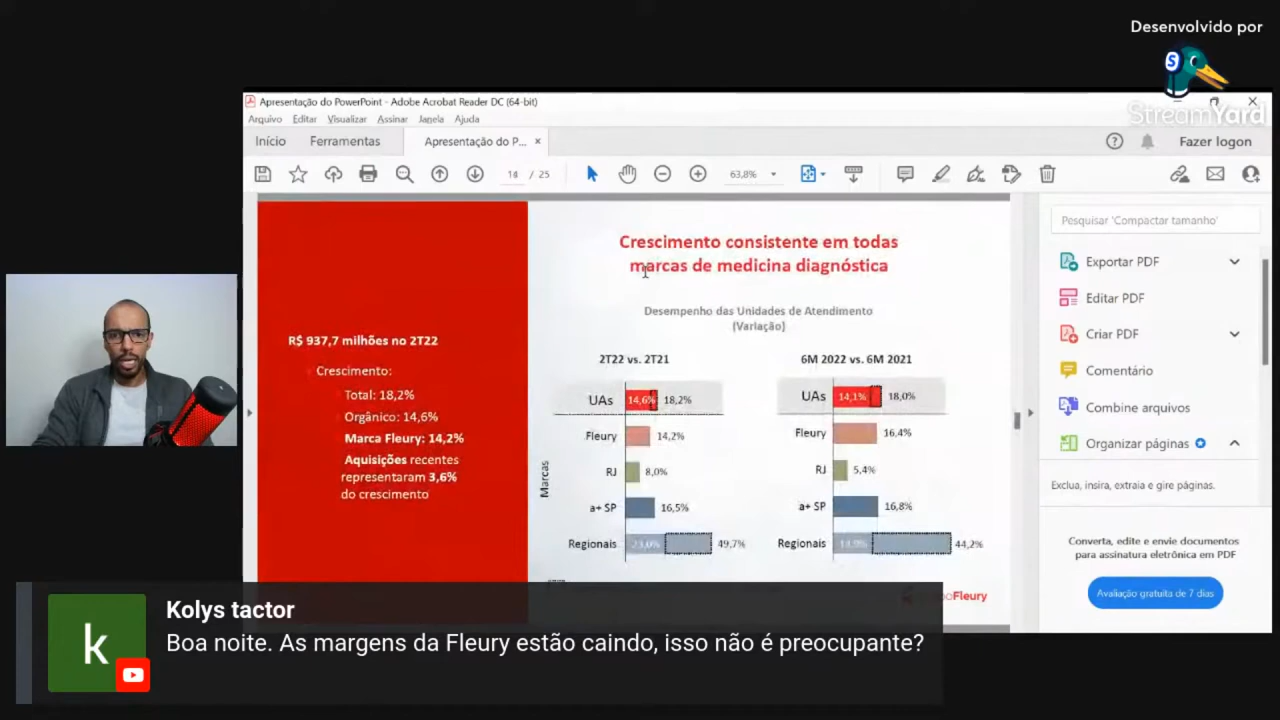 Desenvolvido por
StreamYard
Apresentação do PowerPoint - Adobe Acrobat Reader DC (64-bit)
Arquivo Editar Visualizar Assinar Janela Ajuda
Início Ferramentas Apresentação do P... Fazer logon
14 / 25 63,8%
Pesquisar 'Compactar tamanho'
Exportar PDF
Editar PDF
Criar PDF
Comentário
Combine arquivos
Organizar páginas
Exclua, insira, extraia e gire páginas.
Converta, edite e envie documentos
para assinatura eletrônica em PDF
Avaliação gratuita de 7 dias
R$ 937,7 milhões no 2T22
Crescimento:
Total: 18,2%
Orgânico: 14,6%
Marca Fleury: 14,2%
Aquisições recentes
representaram 3,6%
do crescimento
Crescimento consistente em todas
marcas de medicina diagnóstica
Desempenho das Unidades de Atendimento
(Variação)
Marcas
2T22 vs. 2T21
UAs 14,6% 18,2%
Fleury 14,2%
RJ 8,0%
a+ SP 16,5%
Regionais 49,7%
6M 2022 vs. 6M 2021
UAs 14,1% 18,0%
Fleury 16,4%
RJ 5,4%
a+ SP 16,8%
Regionais 44,2%
Fleury
k
Kolys tactor
Boa noite. As margens da Fleury estão caindo, isso não é preocupante?